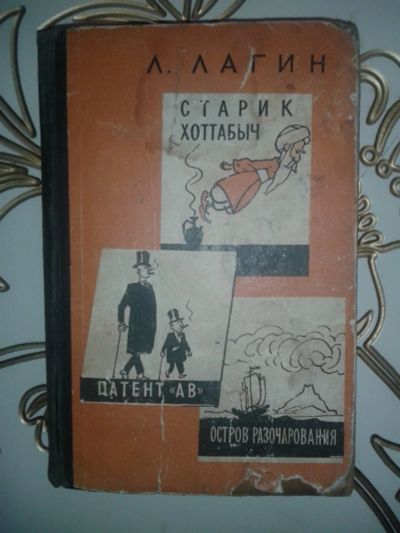 Л. ЛАГИН
СТАРИК
ХОТТАБЫЧ
ПАТЕНТ „АВ"
ОСТРОВ РАЗОЧАРОВАНИЯ